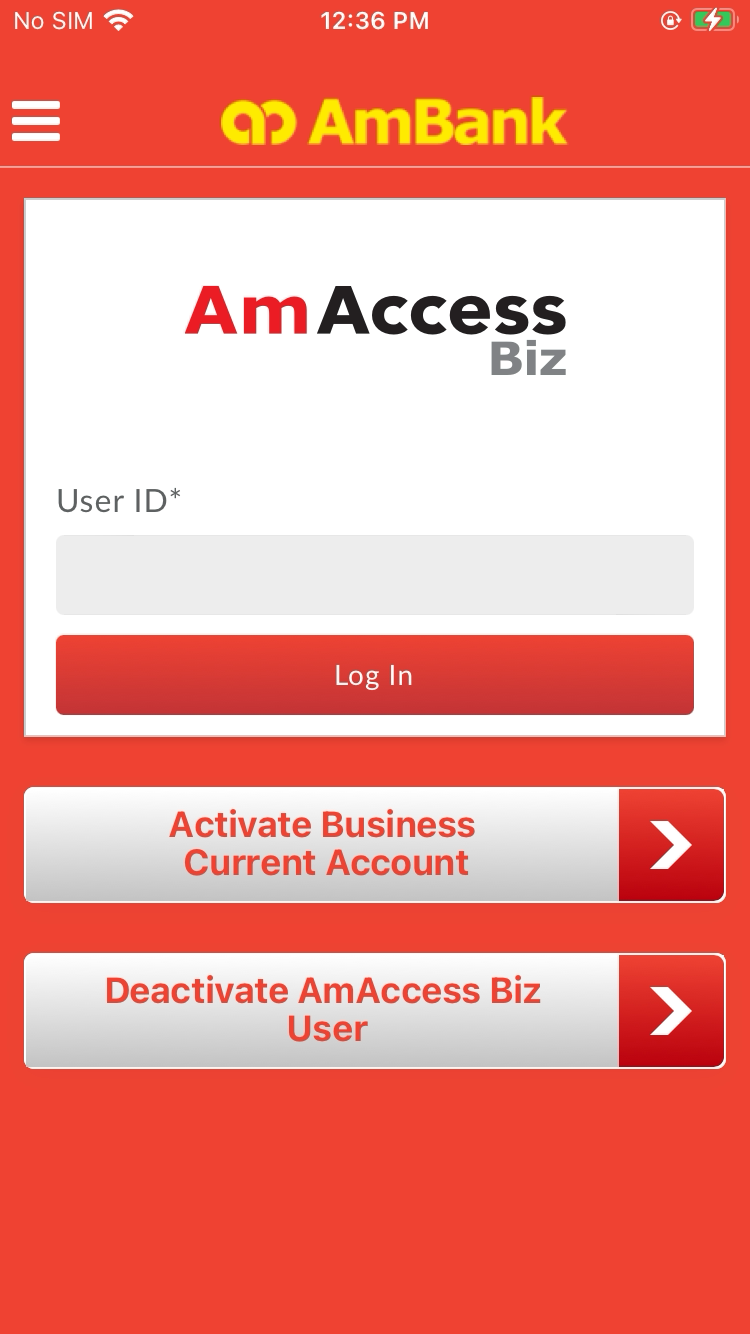 No SIM 12:36 PM
AmBank
AmAccess
Biz
User ID*
Log In
Activate Business
Current Account
Deactivate AmAccess Biz
User